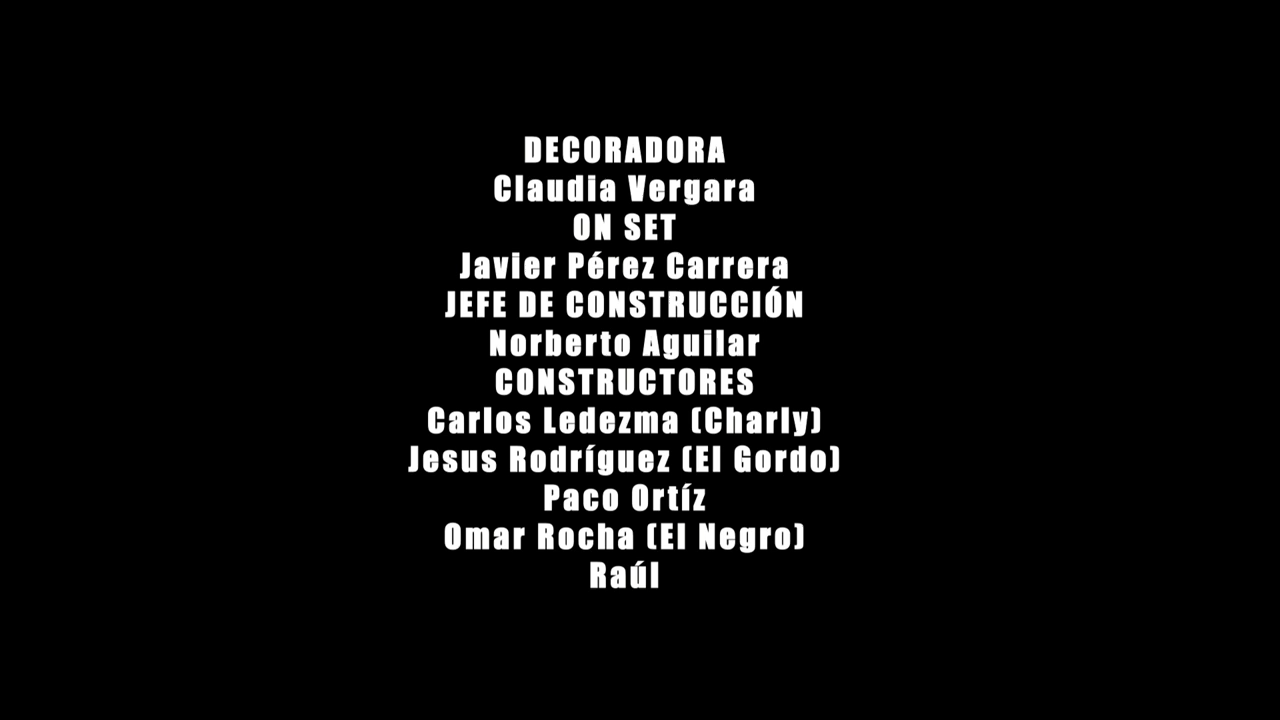 DECORADORA
Claudia Vergara
ON SET
Javier Pérez Carrera
JEFE DE CONSTRUCCIÓN
Norberto Aguilar
CONSTRUCTORES
Carlos Ledezma (Charly)
Jesus Rodríguez (El Gordo)
Paco Ortíz
Omar Rocha (El Negro)
Raúl